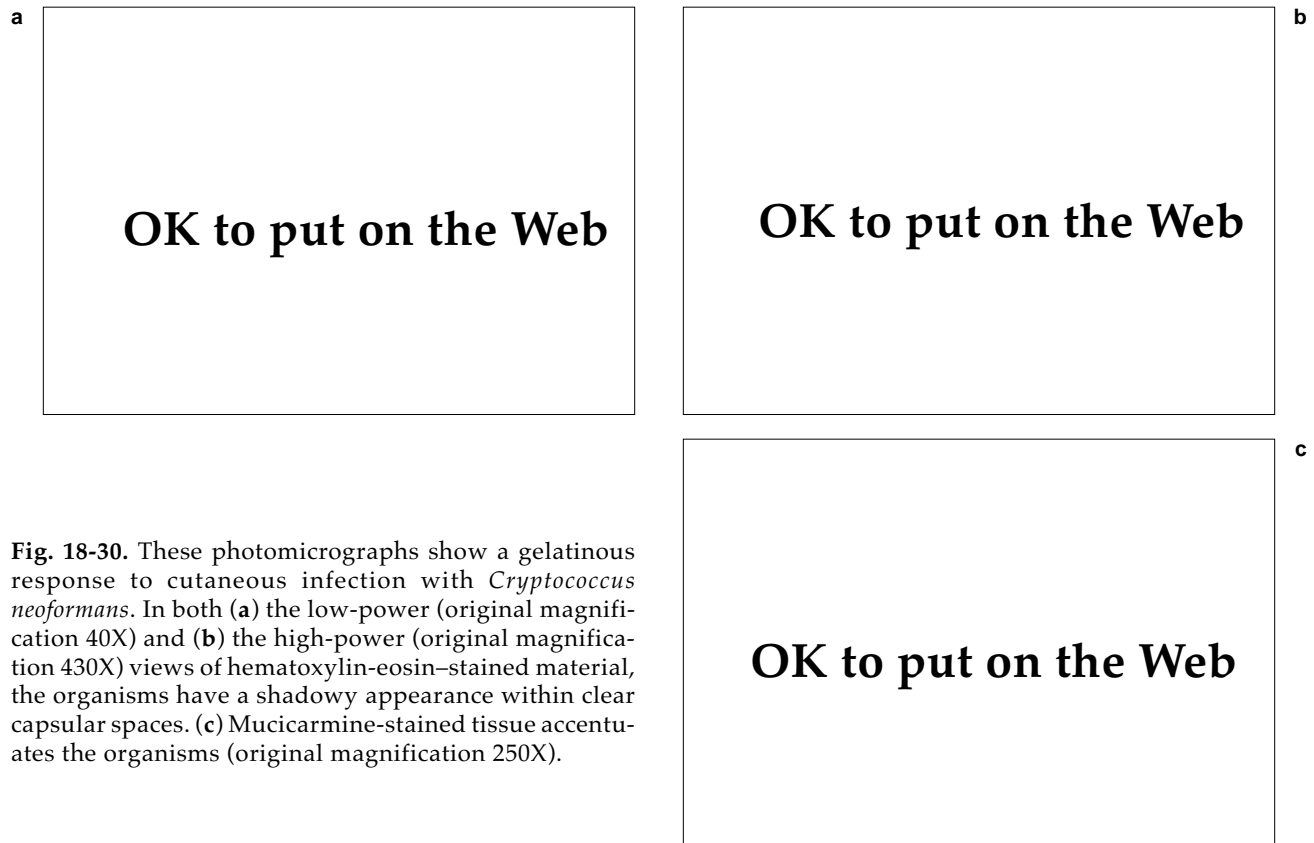 a
OK to put on the Web
b
OK to put on the Web
c
OK to put on the Web
Fig. 18-30. These photomicrographs show a gelatinous
response to cutaneous infection with Cryptococcus
neoformans. In both (a) the low-power (original magnifi-
cation 40X) and (b) the high-power (original magnifica-
tion 430X) views of hematoxylin-eosin–stained material,
the organisms have a shadowy appearance within clear
capsular spaces. (c) Mucicarmine-stained tissue accentu-
ates the organisms (original magnification 250X).